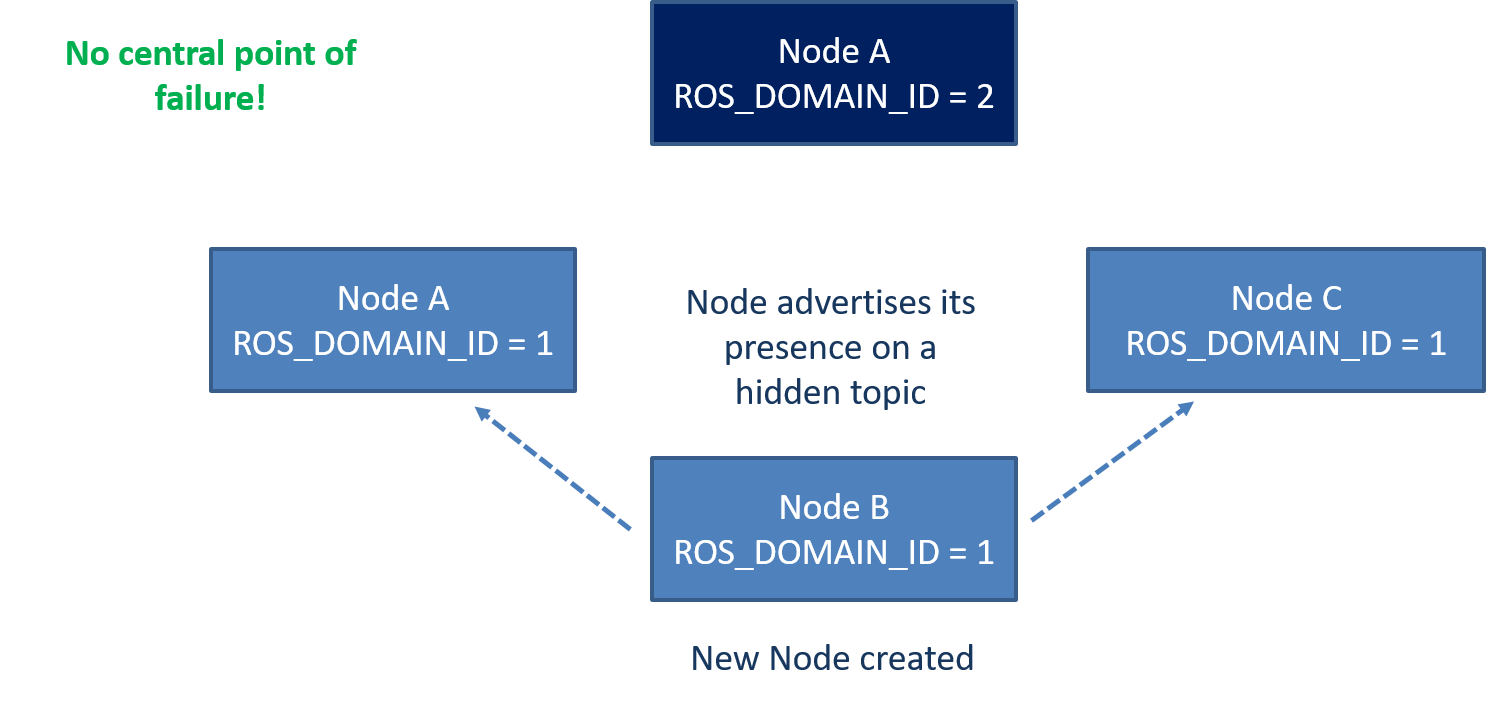 No central point of
failure!
Node A
ROS_DOMAIN_ID = 2
Node A
ROS_DOMAIN_ID = 1
Node advertises its
presence on a
hidden topic
Node C
ROS_DOMAIN_ID = 1
Node B
ROS_DOMAIN_ID = 1
New Node created